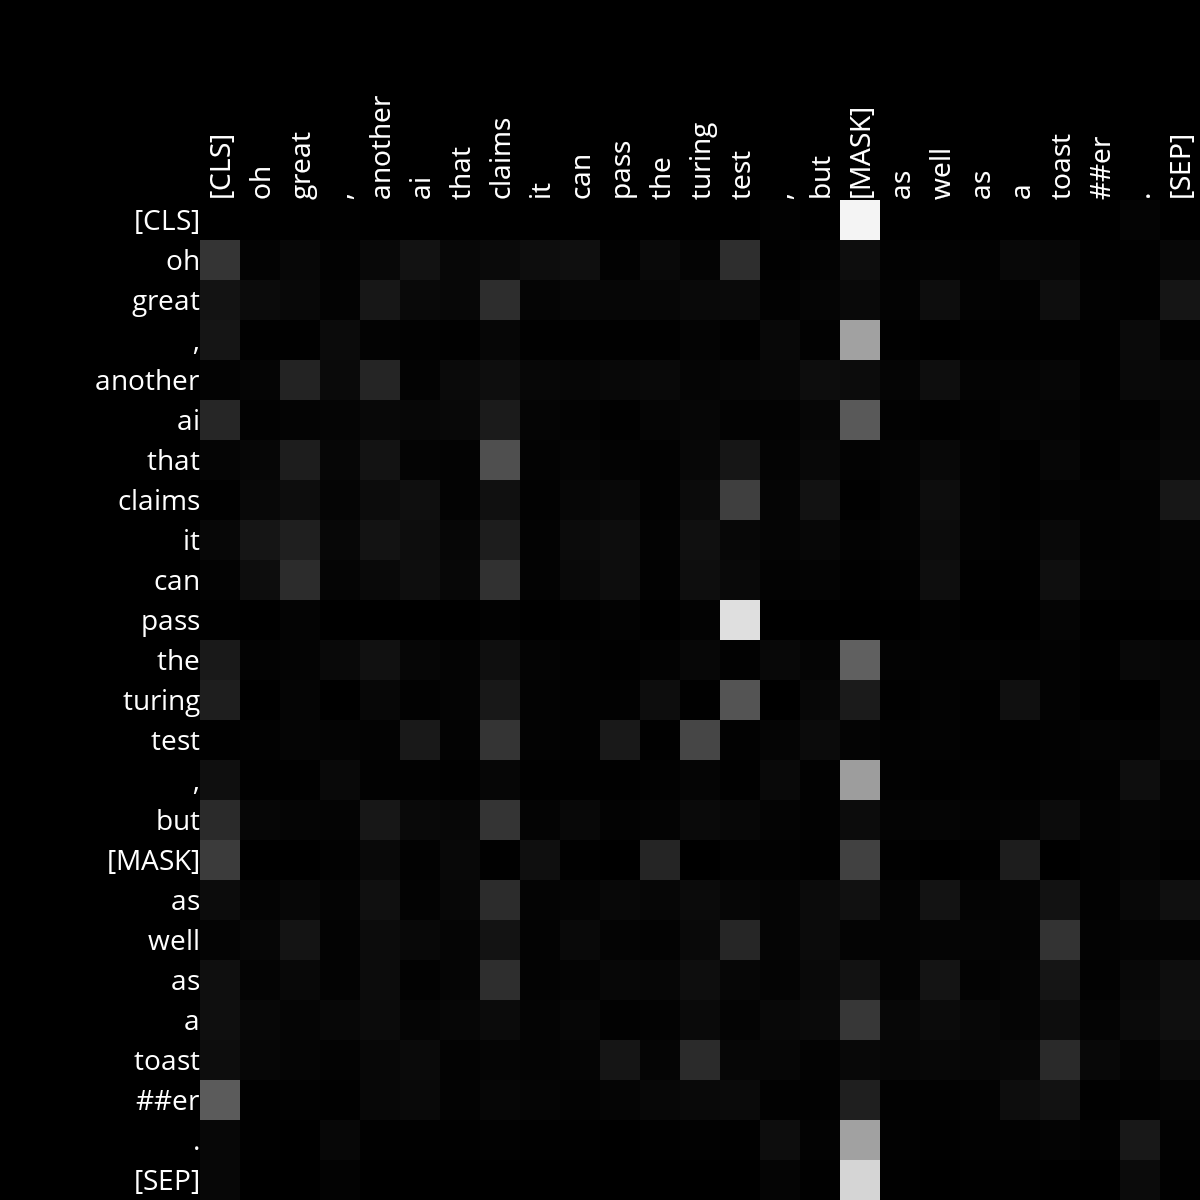 [CLS] oh great , another ai that claims it can pass the turing test , but [MASK] as well as a toast ##er . [SEP]
[CLS]
oh
great
,
another
ai
that
claims
it
can
pass
the
turing
test
,
but
[MASK]
as
well
as
a
toast
##er
.
[SEP]